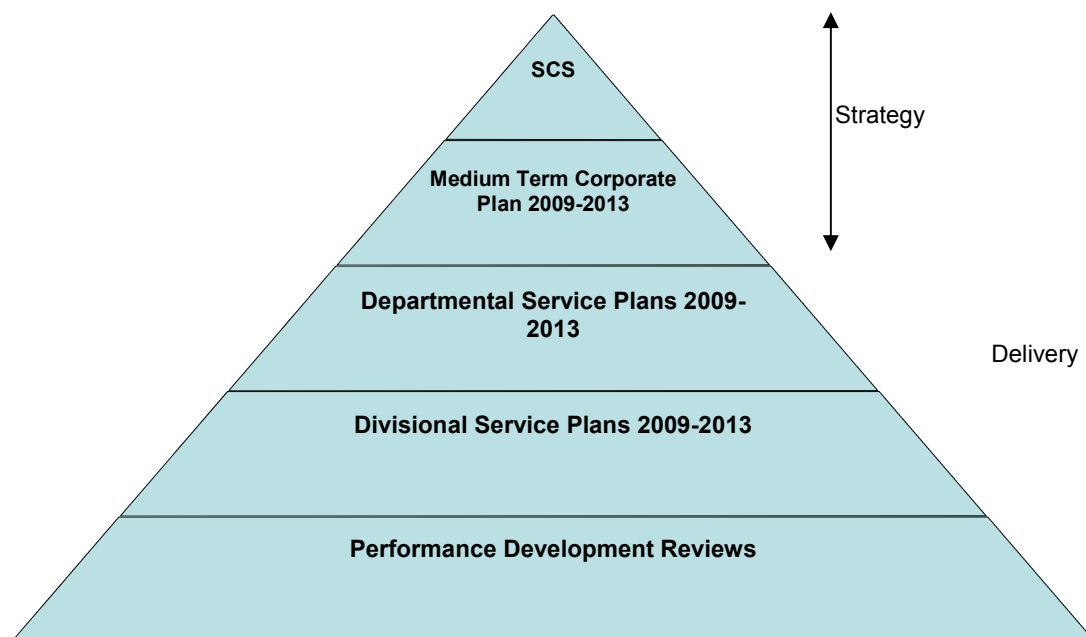 SCS
Strategy
Medium Term Corporate
Plan 2009-2013
Departmental Service Plans 2009-
2013
Delivery
Divisional Service Plans 2009-2013
Performance Development Reviews